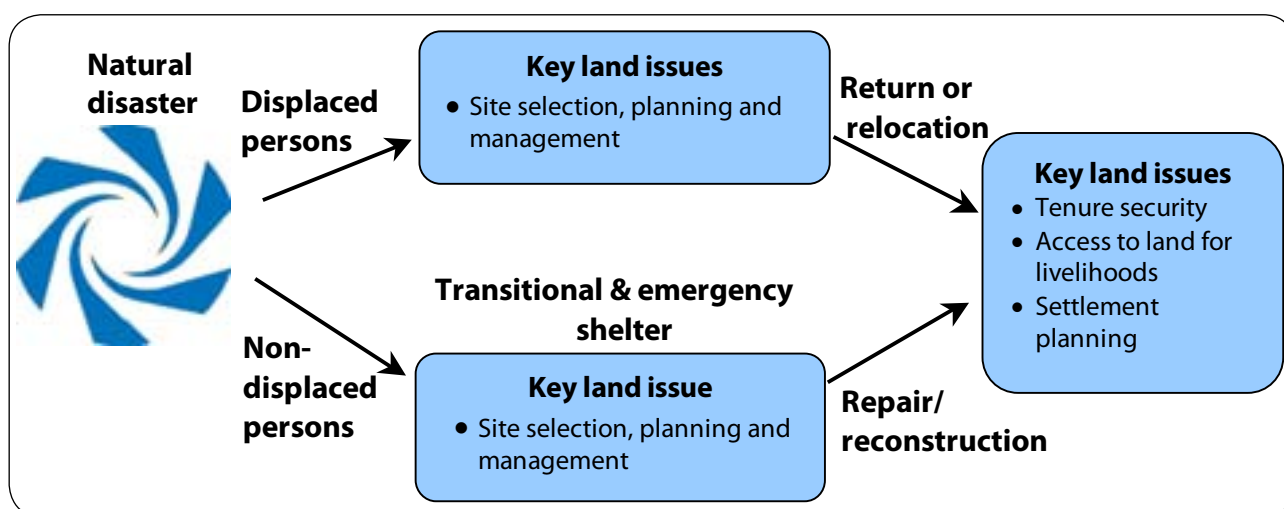 Natural
disaster
Displaced
persons
Key land issues
• Site selection, planning and
management
Return or
relocation
Key land issues
• Tenure security
• Access to land for
livelihoods
• Settlement
planning
Transitional & emergency
shelter
Non-
displaced
persons
Key land issue
• Site selection, planning and
management
Repair/
reconstruction